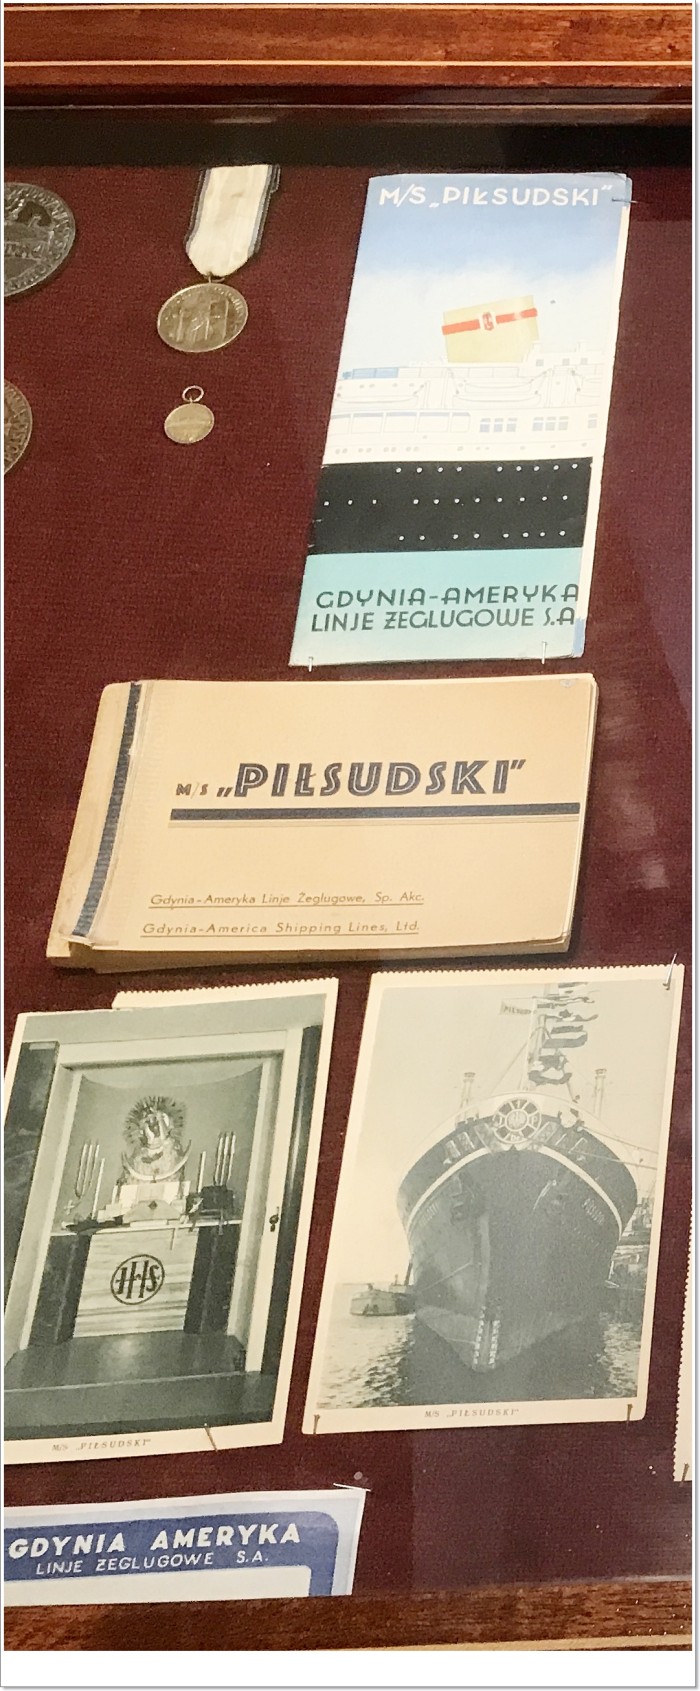 M/S „PIŁSUDSKI”
GDYNIA-AMERYKA
LINJE ŻEGLUGOWE S.A.
M/S „PIŁSUDSKI”
Gdynia-Ameryka Linje Żeglugowe, Sp. Akc.
Gdynia-America Shipping Lines, Ltd.
IHS
M/S „PIŁSUDSKI”
M/S „PIŁSUDSKI”
GDYNIA AMERYKA
LINJE ŻEGLUGOWE S.A.